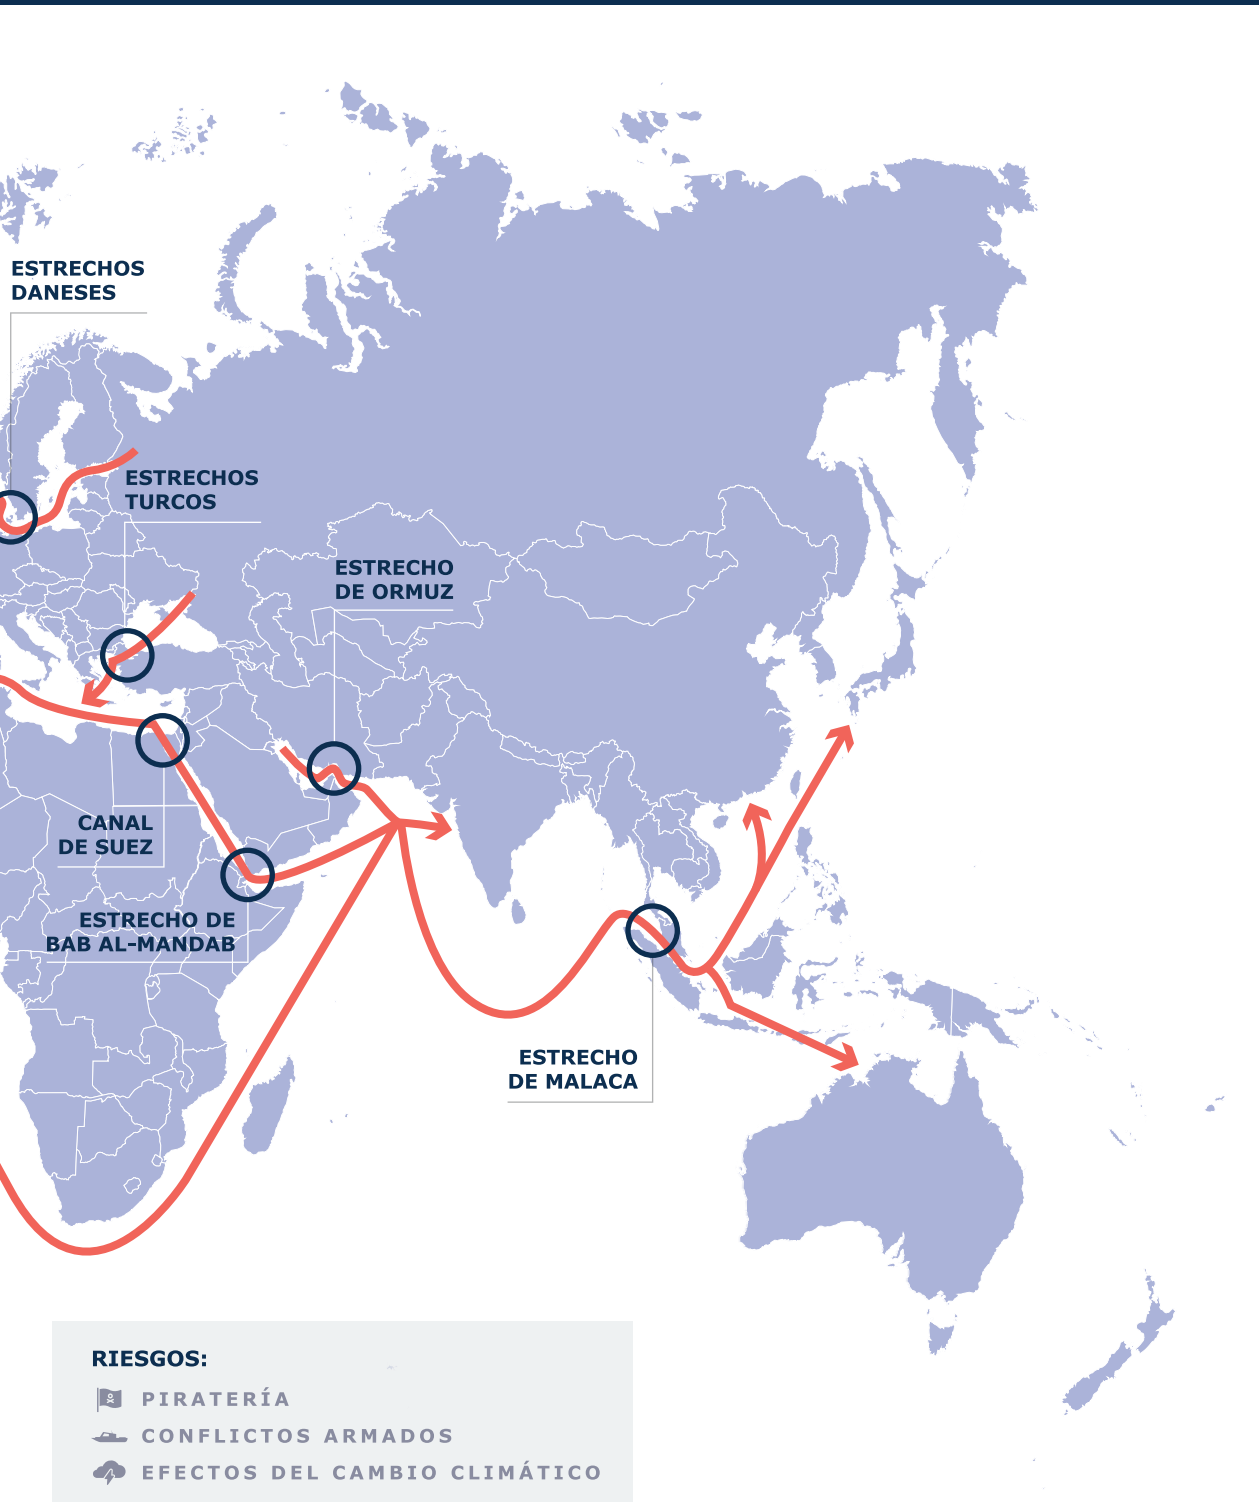 ESTRECHOS
DANESES
ESTRECHOS
TURCOS
ESTRECHO
DE ORMUZ
CANAL
DE SUEZ
ESTRECHO DE
BAB AL-MANDAB
ESTRECHO
DE MALACA
RIESGOS:
PIRATERÍA
CONFLICTOS ARMADOS
EFECTOS DEL CAMBIO CLIMÁTICO